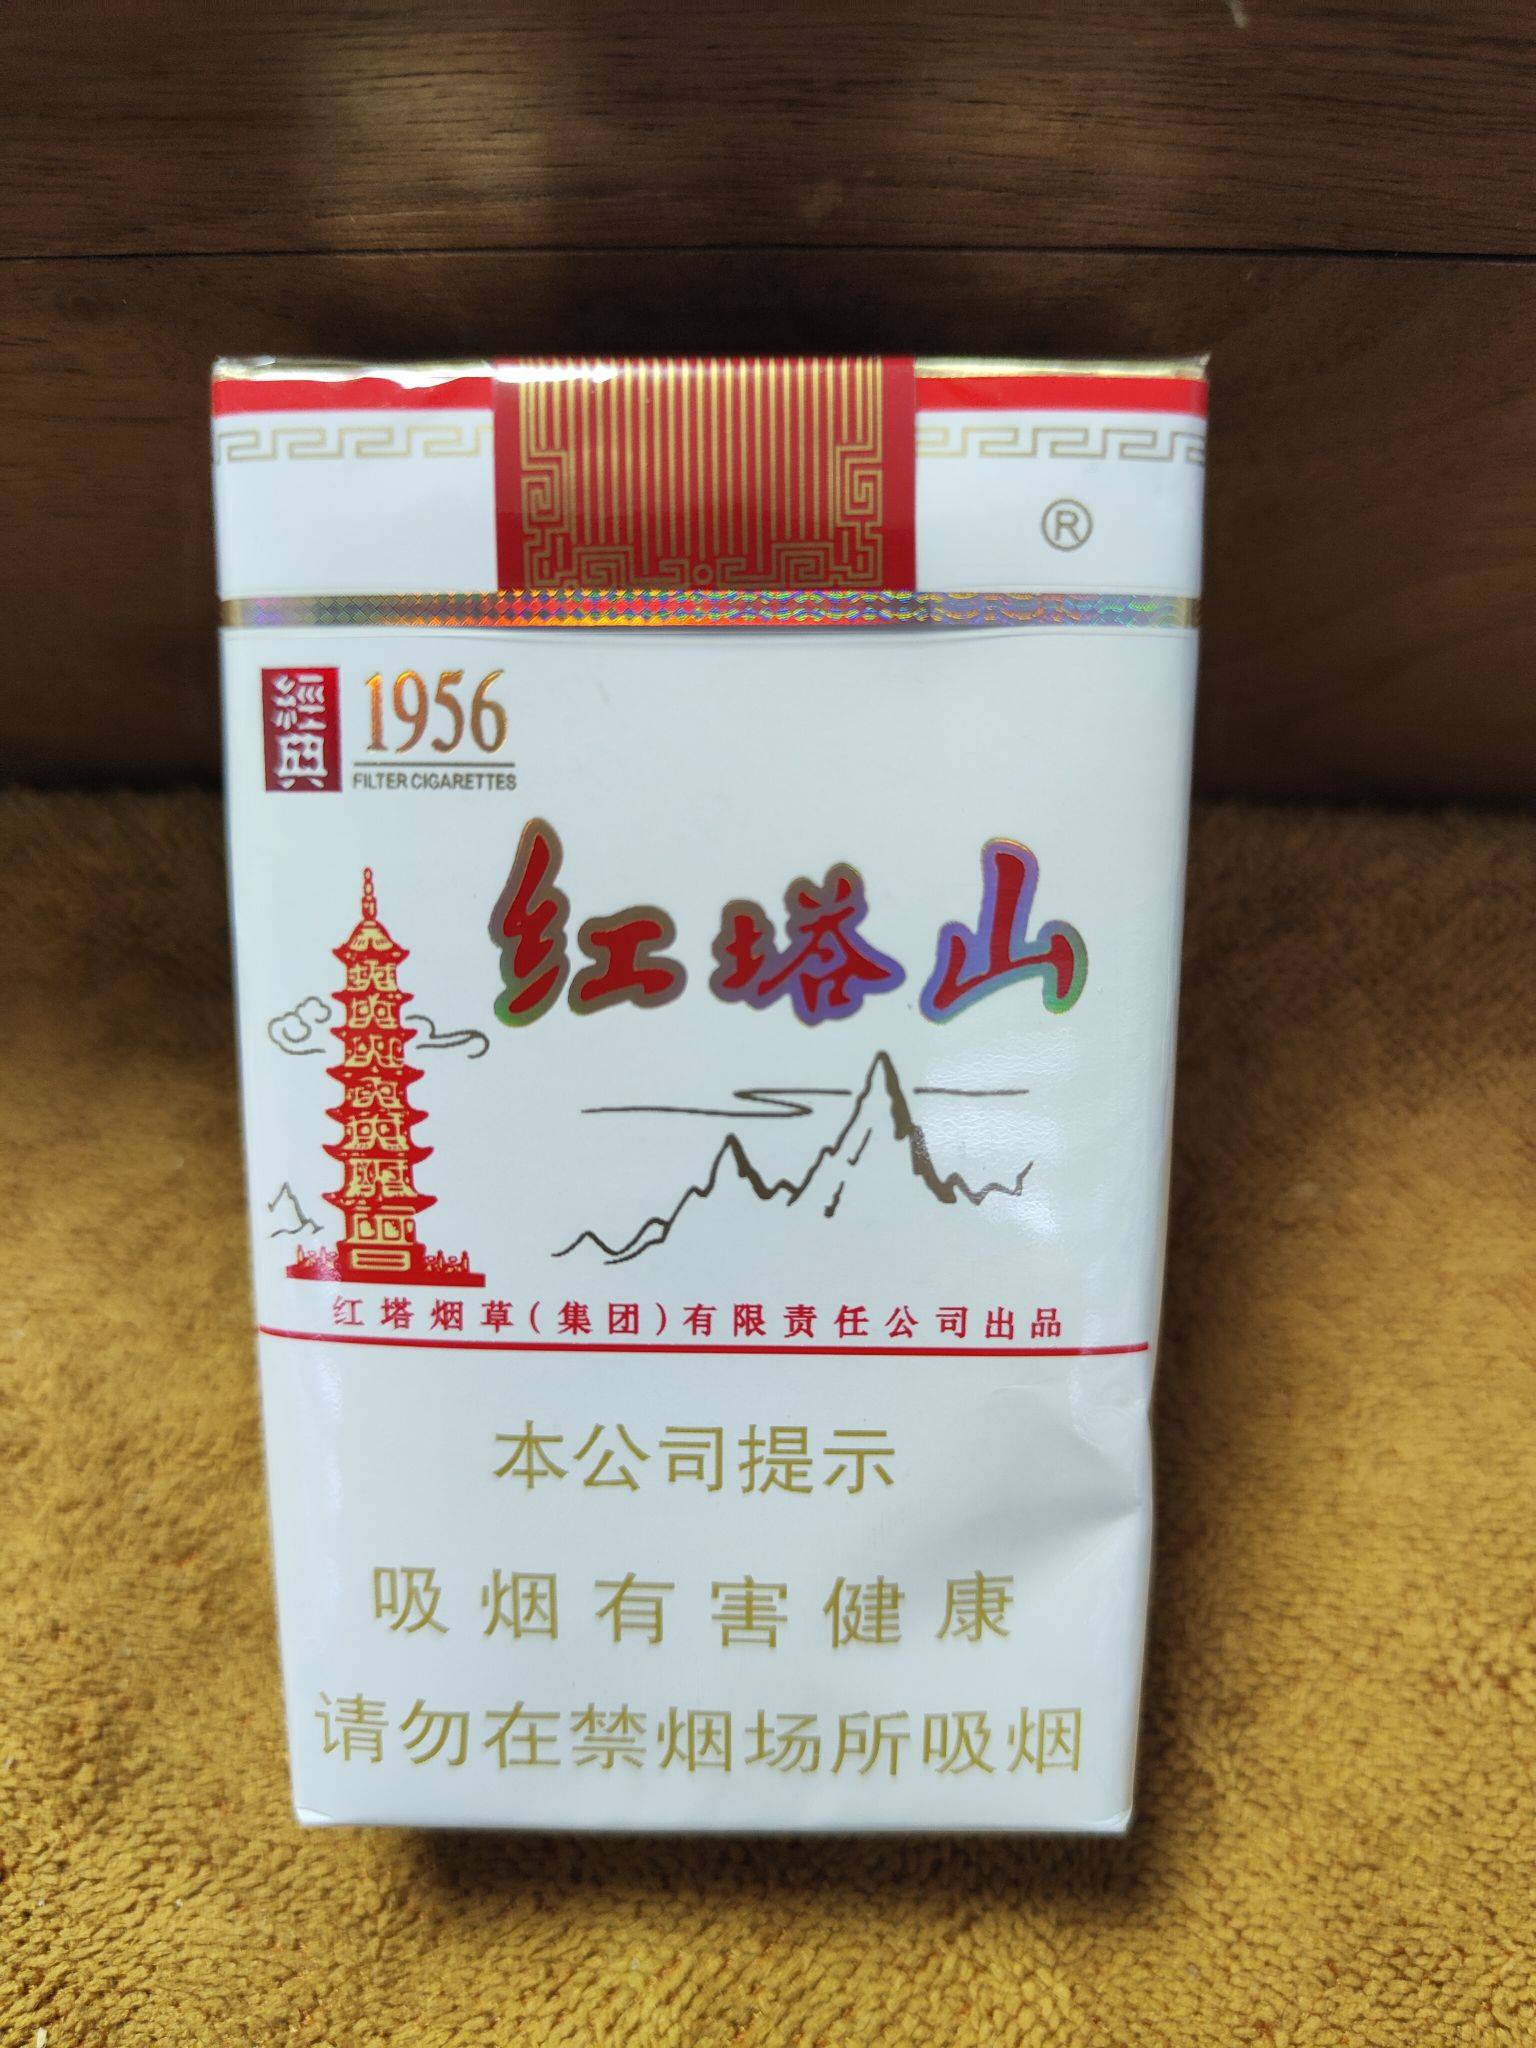 ®
經典
1956
FILTER CIGARETTES
红塔山
红塔烟草(集团)有限责任公司出品
本公司提示
吸烟有害健康
请勿在禁烟场所吸烟